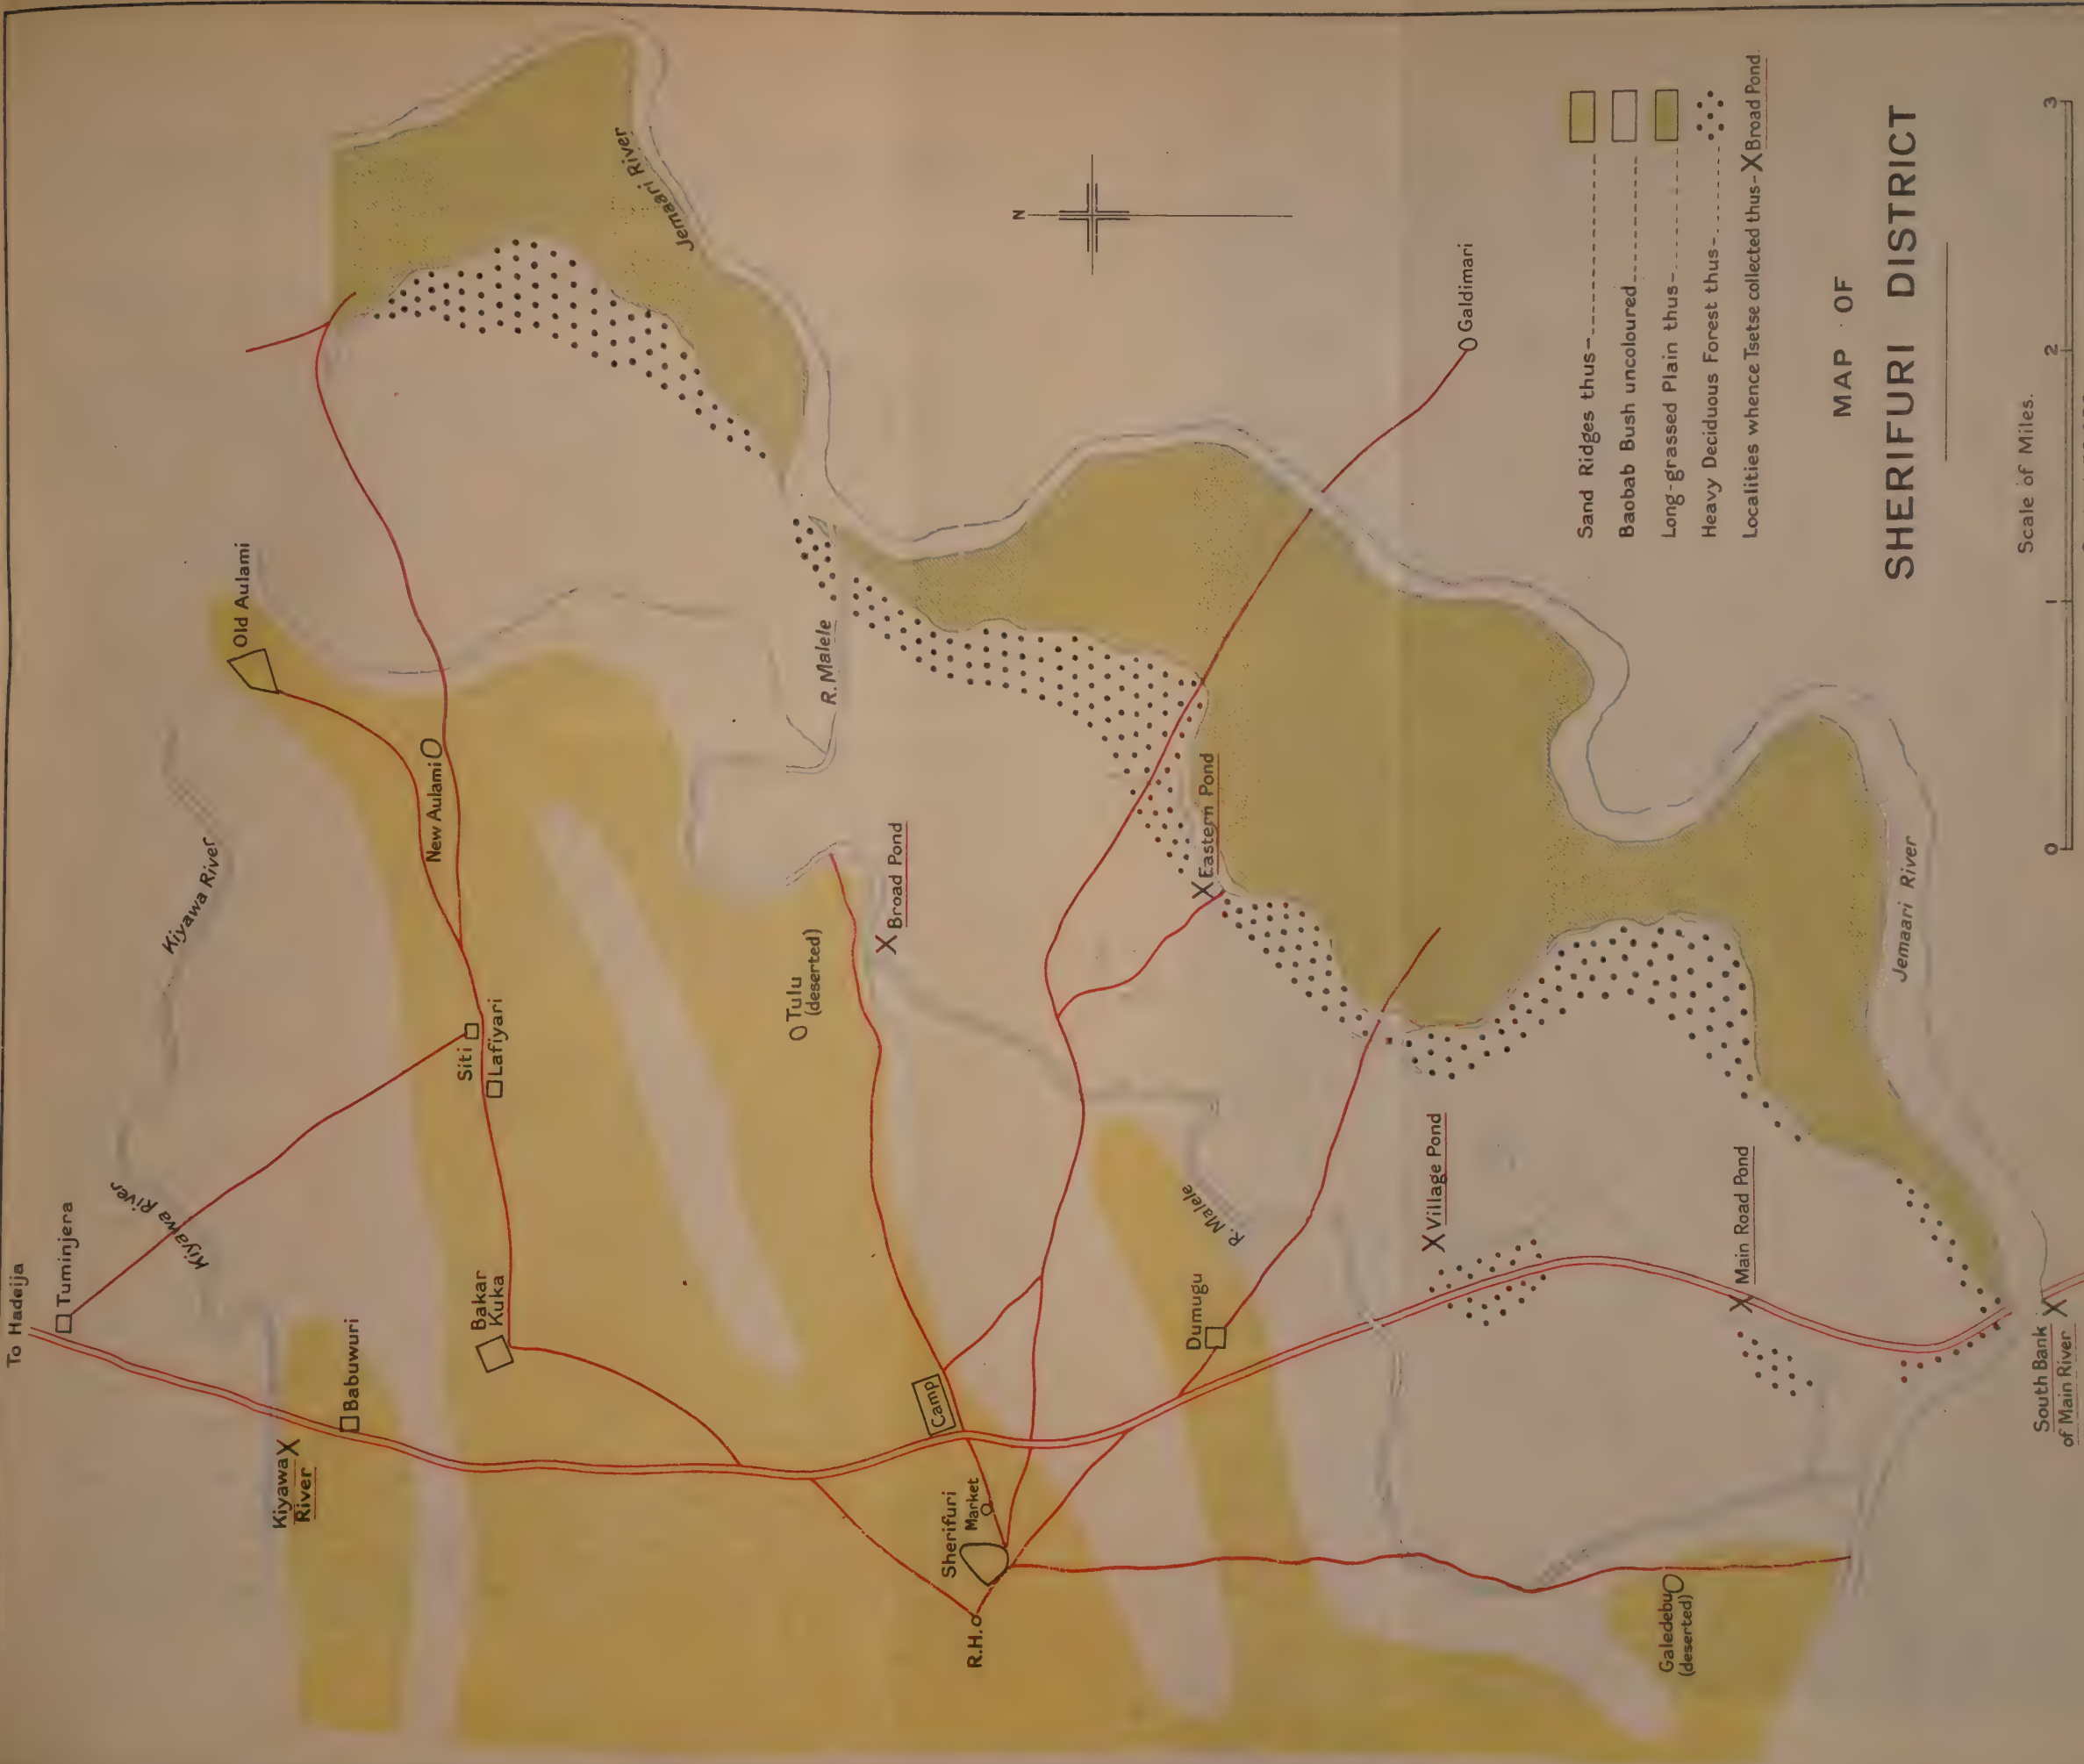 To Hadeija
Tuminjera
Kiyawa River
Kiyawa River
Old Aulami
New Aulami
Siti
Lafiyari
Bakar
Kuka
Babuwuri
Kiyawa X
River
Jemaari River
R. Malele
Tulu
(deserted)
X Broad Pond
N
Galdimari
Camp
Sherifuri
Market
R.H.
X Eastern Pond
R. Malele
Dumugu
X Village Pond
X Main Road Pond
Galedebu
(deserted)
Jemaari River
South Bank X
of Main River
Sand Ridges thus
Baobab Bush uncoloured
Long-grassed Plain thus
Heavy Deciduous Forest thus
Localities whence Tsetse collected thus- X Broad Pond.
MAP OF
SHERIFURI DISTRICT
Scale of Miles.
0 1 2 3